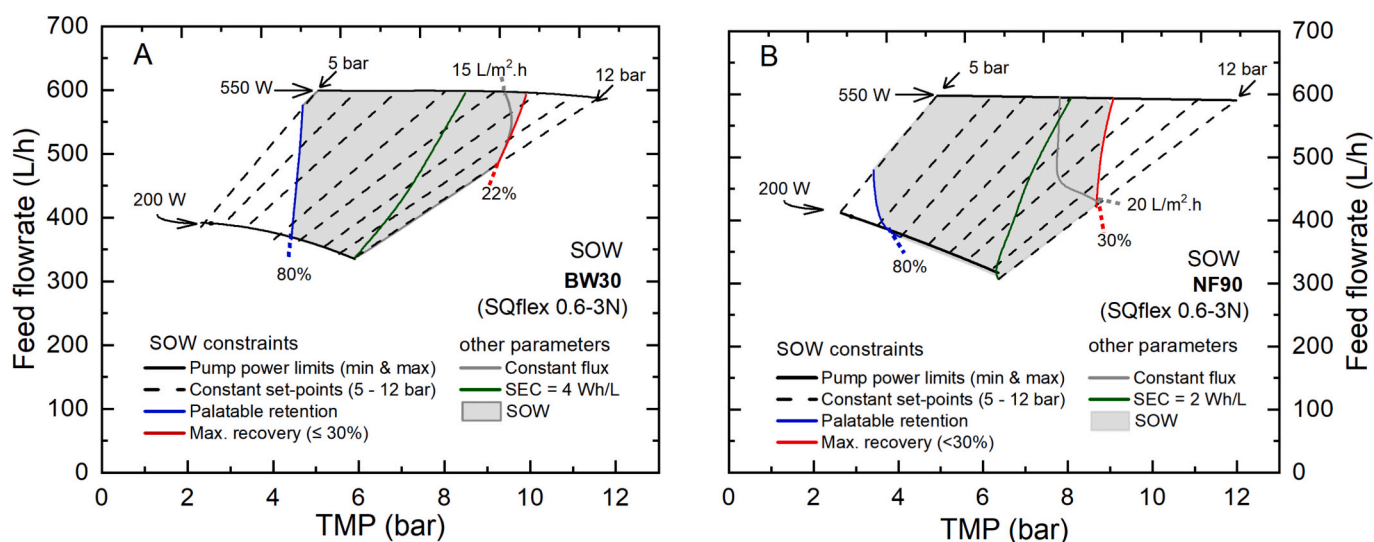 A
700
600
500
400
300
200
100
0
Feed flowrate (L/h)
0 2 4 6 8 10 12
TMP (bar)
5 bar
15 L/m².h
12 bar
550 W
200 W
22%
80%
SOW
BW30
(SQflex 0.6-3N)
SOW constraints
Pump power limits (min & max)
Constant set-points (5 - 12 bar)
Palatable retention
Max. recovery (≤ 30%)
other parameters
Constant flux
SEC = 4 Wh/L
SOW
B
5 bar
12 bar
550 W
200 W
20 L/m².h
30%
80%
SOW
NF90
(SQflex 0.6-3N)
SOW constraints
Pump power limits (min & max)
Constant set-points (5 - 12 bar)
Palatable retention
Max. recovery (<30%)
other parameters
Constant flux
SEC = 2 Wh/L
SOW
0 2 4 6 8 10 12
TMP (bar)
700
600
500
400
300
200
100
0
Feed flowrate (L/h)